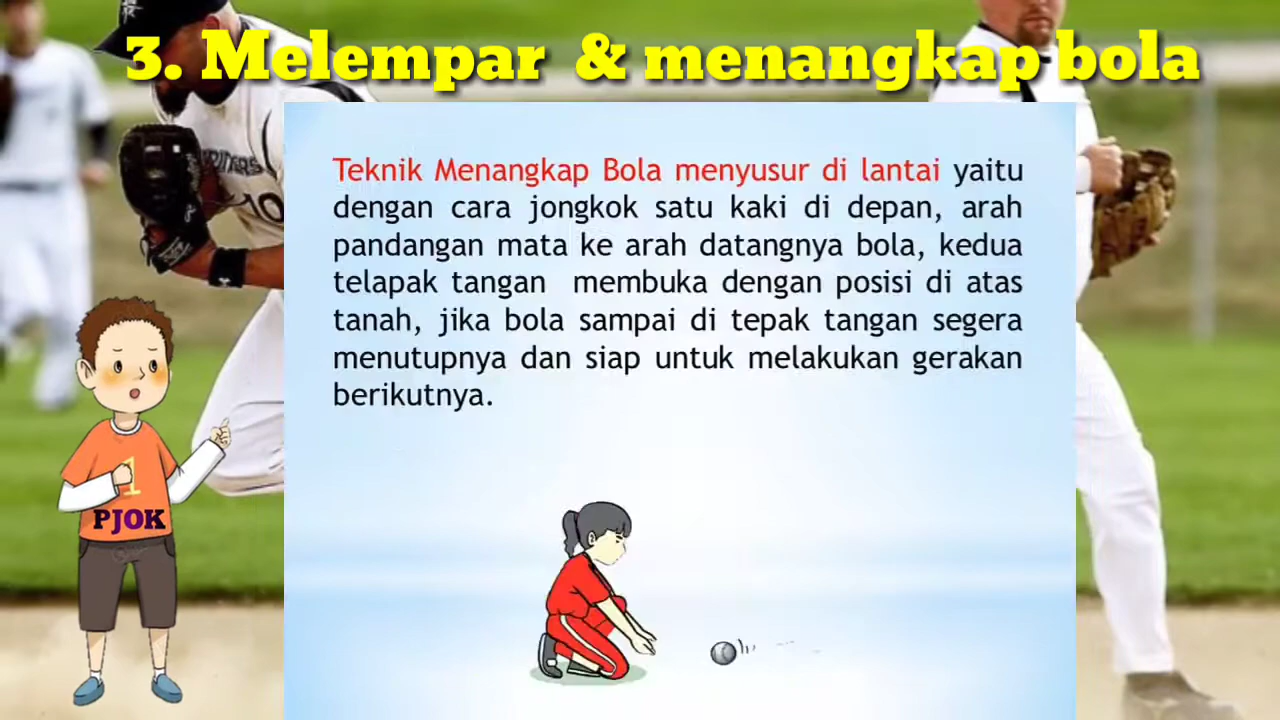 3. Melempar & menangkap bola
Teknik Menangkap Bola menyusur di lantai yaitu
dengan cara jongkok satu kaki di depan, arah
pandangan mata ke arah datangnya bola, kedua
telapak tangan membuka dengan posisi di atas
tanah, jika bola sampai di tepak tangan segera
menutupnya dan siap untuk melakukan gerakan
berikutnya.
10
1
PJOK